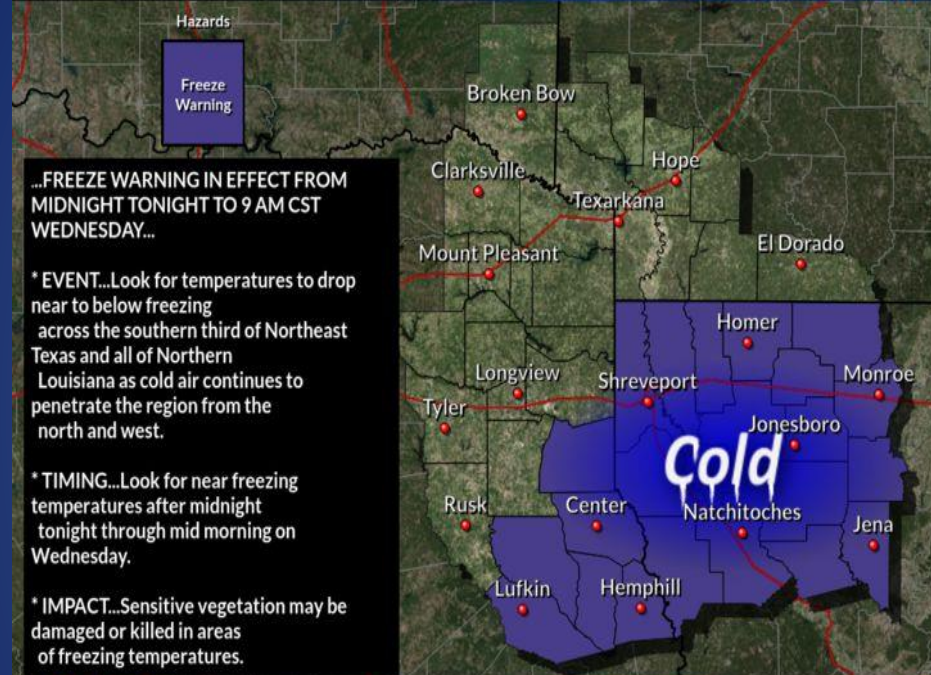 Hazards
Freeze
Warning
...FREEZE WARNING IN EFFECT FROM
MIDNIGHT TONIGHT TO 9 AM CST
WEDNESDAY...
* EVENT...Look for temperatures to drop
near to below freezing
across the southern third of Northeast
Texas and all of Northern
Louisiana as cold air continues to
penetrate the region from the
north and west.
* TIMING...Look for near freezing
temperatures after midnight
tonight through mid morning on
Wednesday.
* IMPACT...Sensitive vegetation may be
damaged or killed in areas
of freezing temperatures.
Broken Bow
Clarksville
Hope
Texarkana
Mount Pleasant
El Dorado
Homer
Longview
Shreveport
Monroe
Tyler
Jonesboro
Cold
Rusk
Center
Natchitoches
Jena
Lufkin
Hemphill